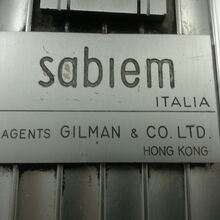 sabiem
ITALIA
AGENTS GILMAN & CO. LTD.
HONG KONG